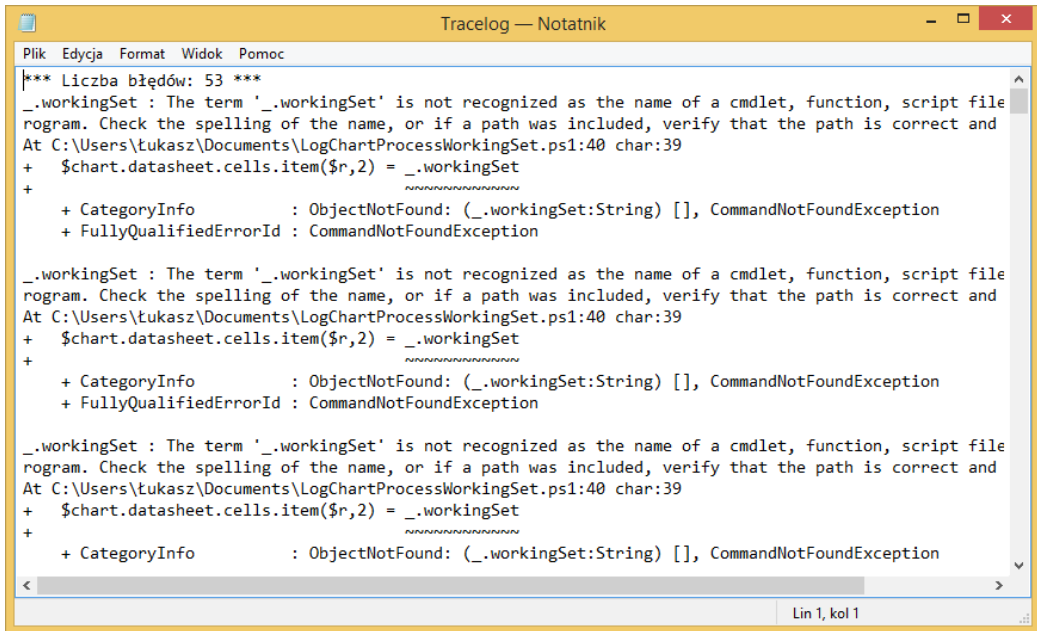 Tracelog — Notatnik
Plik Edycja Format Widok Pomoc
*** Liczba błędów: 53 ***
_.workingSet : The term '_.workingSet' is not recognized as the name of a cmdlet, function, script file
rogram. Check the spelling of the name, or if a path was included, verify that the path is correct and
At C:\Users\Łukasz\Documents\LogChartProcessWorkingSet.ps1:40 char:39
+   $chart.datasheet.cells.item($r,2) = _.workingSet
+                                       ~~~~~~~~~~~~
    + CategoryInfo          : ObjectNotFound: (_.workingSet:String) [], CommandNotFoundException
    + FullyQualifiedErrorId : CommandNotFoundException

_.workingSet : The term '_.workingSet' is not recognized as the name of a cmdlet, function, script file
rogram. Check the spelling of the name, or if a path was included, verify that the path is correct and
At C:\Users\Łukasz\Documents\LogChartProcessWorkingSet.ps1:40 char:39
+   $chart.datasheet.cells.item($r,2) = _.workingSet
+                                       ~~~~~~~~~~~~
    + CategoryInfo          : ObjectNotFound: (_.workingSet:String) [], CommandNotFoundException
    + FullyQualifiedErrorId : CommandNotFoundException

_.workingSet : The term '_.workingSet' is not recognized as the name of a cmdlet, function, script file
rogram. Check the spelling of the name, or if a path was included, verify that the path is correct and
At C:\Users\Łukasz\Documents\LogChartProcessWorkingSet.ps1:40 char:39
+   $chart.datasheet.cells.item($r,2) = _.workingSet
+                                       ~~~~~~~~~~~~
    + CategoryInfo          : ObjectNotFound: (_.workingSet:String) [], CommandNotFoundException
Lin 1, kol 1